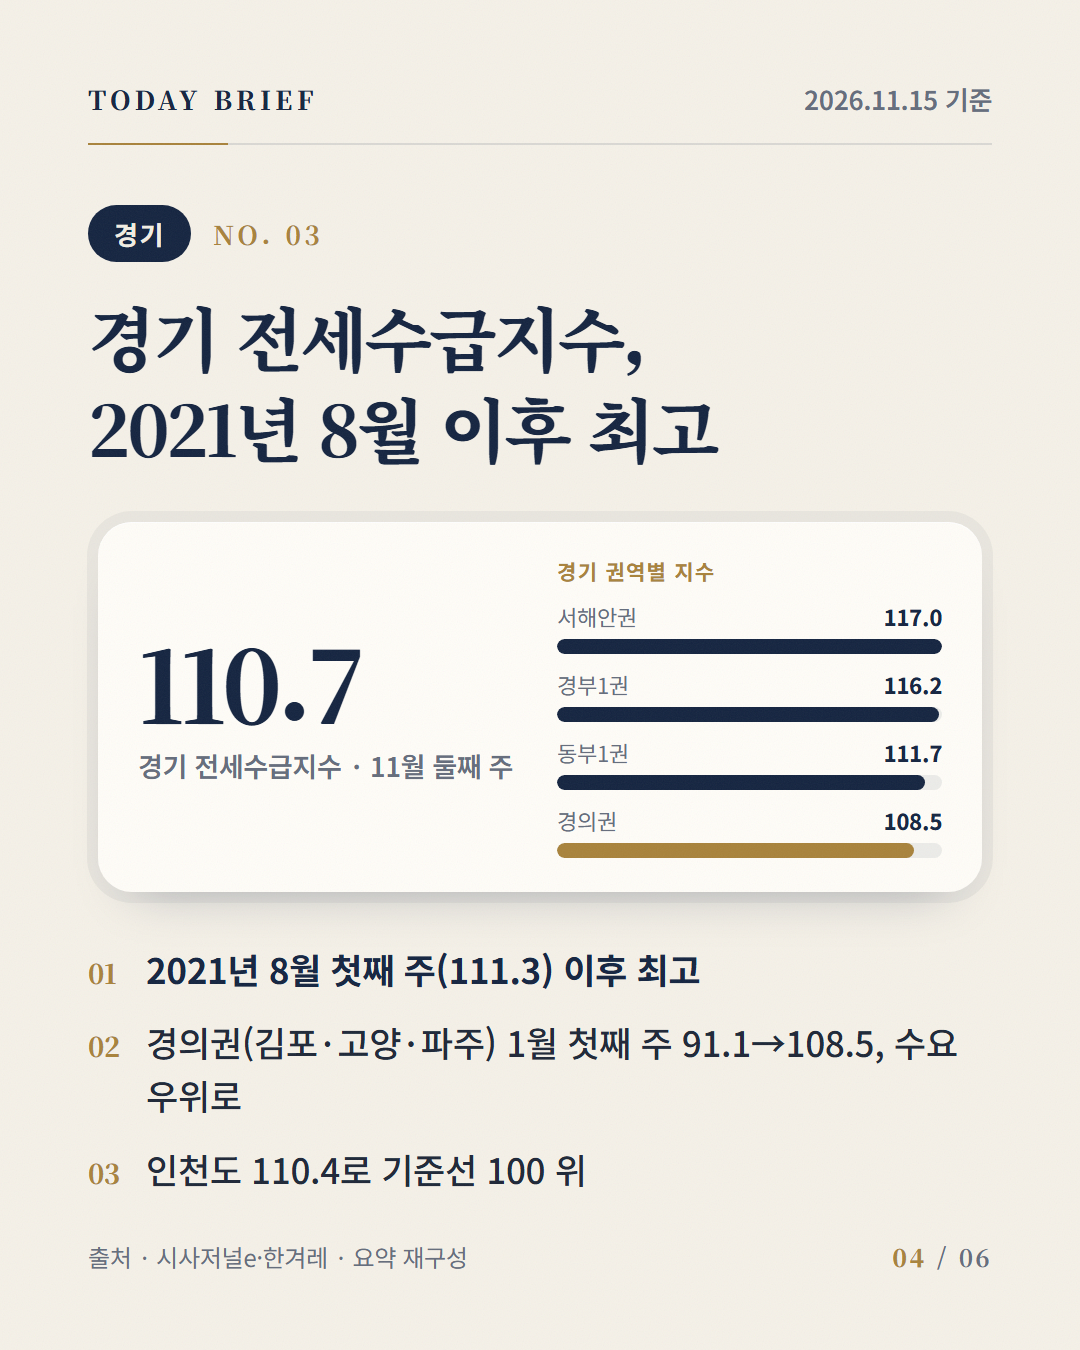 TODAY BRIEF
2026.11.15 기준
경기
NO. 03
경기 전세수급지수,
2021년 8월 이후 최고
110.7
경기 전세수급지수 · 11월 둘째 주
경기 권역별 지수
서해안권 117.0
경부1권 116.2
동부1권 111.7
경의권 108.5
01 2021년 8월 첫째 주(111.3) 이후 최고
02 경의권(김포·고양·파주) 1월 첫째 주 91.1→108.5, 수요
우위로
03 인천도 110.4로 기준선 100 위
출처 · 시사저널e·한겨레 · 요약 재구성
04 / 06